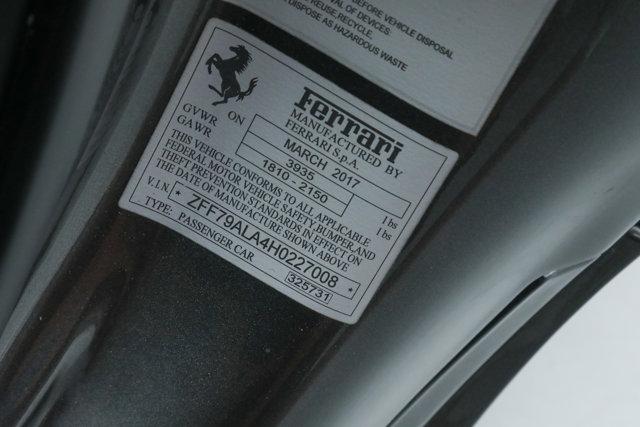 BEFORE VEHICLE DISPOSAL
OF DEVICES.
REUSE, RECYCLE,
DISPOSE AS HAZARDOUS WASTE
Ferrari
MANUFACTURED BY
FERRARI S.P.A.
ON MARCH 2017
GVWR 3935 lbs
GAWR 1810 - 2150 lbs
THIS VEHICLE CONFORMS TO ALL APPLICABLE
FEDERAL MOTOR VEHICLE SAFETY, BUMPER, AND
THEFT PREVENTION STANDARDS IN EFFECT ON
THE DATE OF MANUFACTURE SHOWN ABOVE
V.I.N. * ZFF79ALA4H0227008 *
TYPE: PASSENGER CAR 325731